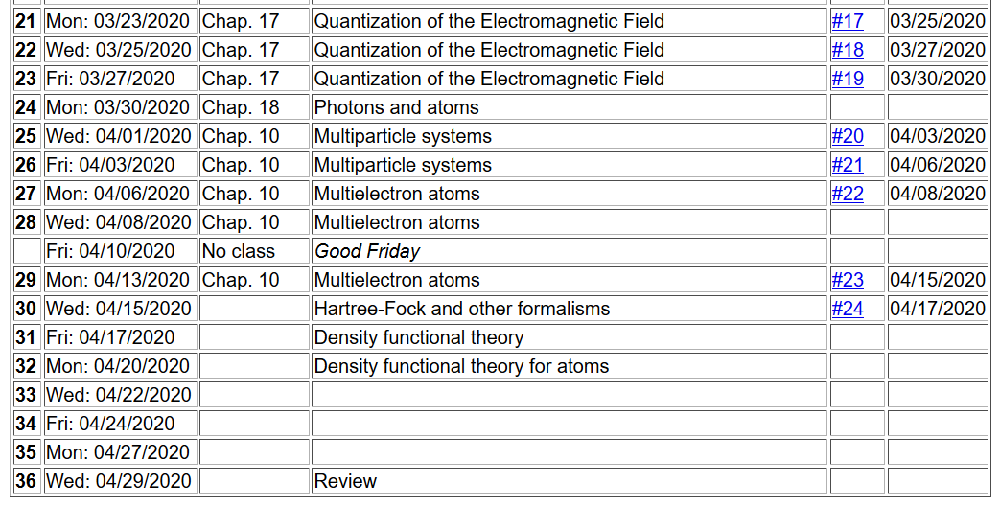 21 Mon: 03/23/2020 Chap. 17 Quantization of the Electromagnetic Field #17 03/25/2020
22 Wed: 03/25/2020 Chap. 17 Quantization of the Electromagnetic Field #18 03/27/2020
23 Fri: 03/27/2020 Chap. 17 Quantization of the Electromagnetic Field #19 03/30/2020
24 Mon: 03/30/2020 Chap. 18 Photons and atoms
25 Wed: 04/01/2020 Chap. 10 Multiparticle systems #20 04/03/2020
26 Fri: 04/03/2020 Chap. 10 Multiparticle systems #21 04/06/2020
27 Mon: 04/06/2020 Chap. 10 Multielectron atoms #22 04/08/2020
28 Wed: 04/08/2020 Chap. 10 Multielectron atoms
Fri: 04/10/2020 No class Good Friday
29 Mon: 04/13/2020 Chap. 10 Multielectron atoms #23 04/15/2020
30 Wed: 04/15/2020 Hartree-Fock and other formalisms #24 04/17/2020
31 Fri: 04/17/2020 Density functional theory
32 Mon: 04/20/2020 Density functional theory for atoms
33 Wed: 04/22/2020
34 Fri: 04/24/2020
35 Mon: 04/27/2020
36 Wed: 04/29/2020 Review